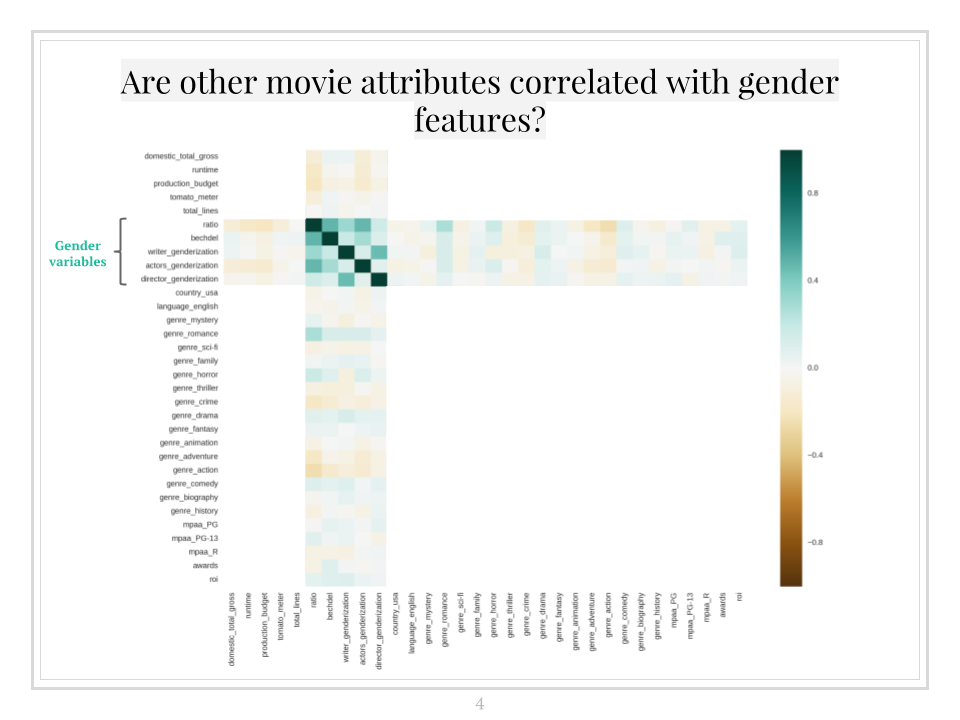 Are other movie attributes correlated with gender
features?
domestic_total_gross
runtime
production_budget
tomato_meter
total_lines
ratio
bechdel
writer_genderization
actors_genderization
director_genderization
country_usa
language_english
genre_mystery
genre_romance
genre_sci-fi
genre_family
genre_horror
genre_thriller
genre_crime
genre_drama
genre_fantasy
genre_animation
genre_adventure
genre_action
genre_comedy
genre_biography
genre_history
mpaa_PG
mpaa_PG-13
mpaa_R
awards
roi
Gender
variables
0.8
0.4
0.0
−0.4
−0.8
domestic_total_gross
runtime
production_budget
tomato_meter
total_lines
ratio
bechdel
writer_genderization
actors_genderization
director_genderization
country_usa
language_english
genre_mystery
genre_romance
genre_sci-fi
genre_family
genre_horror
genre_thriller
genre_crime
genre_drama
genre_fantasy
genre_animation
genre_adventure
genre_action
genre_comedy
genre_biography
genre_history
mpaa_PG
mpaa_PG-13
mpaa_R
awards
roi
4